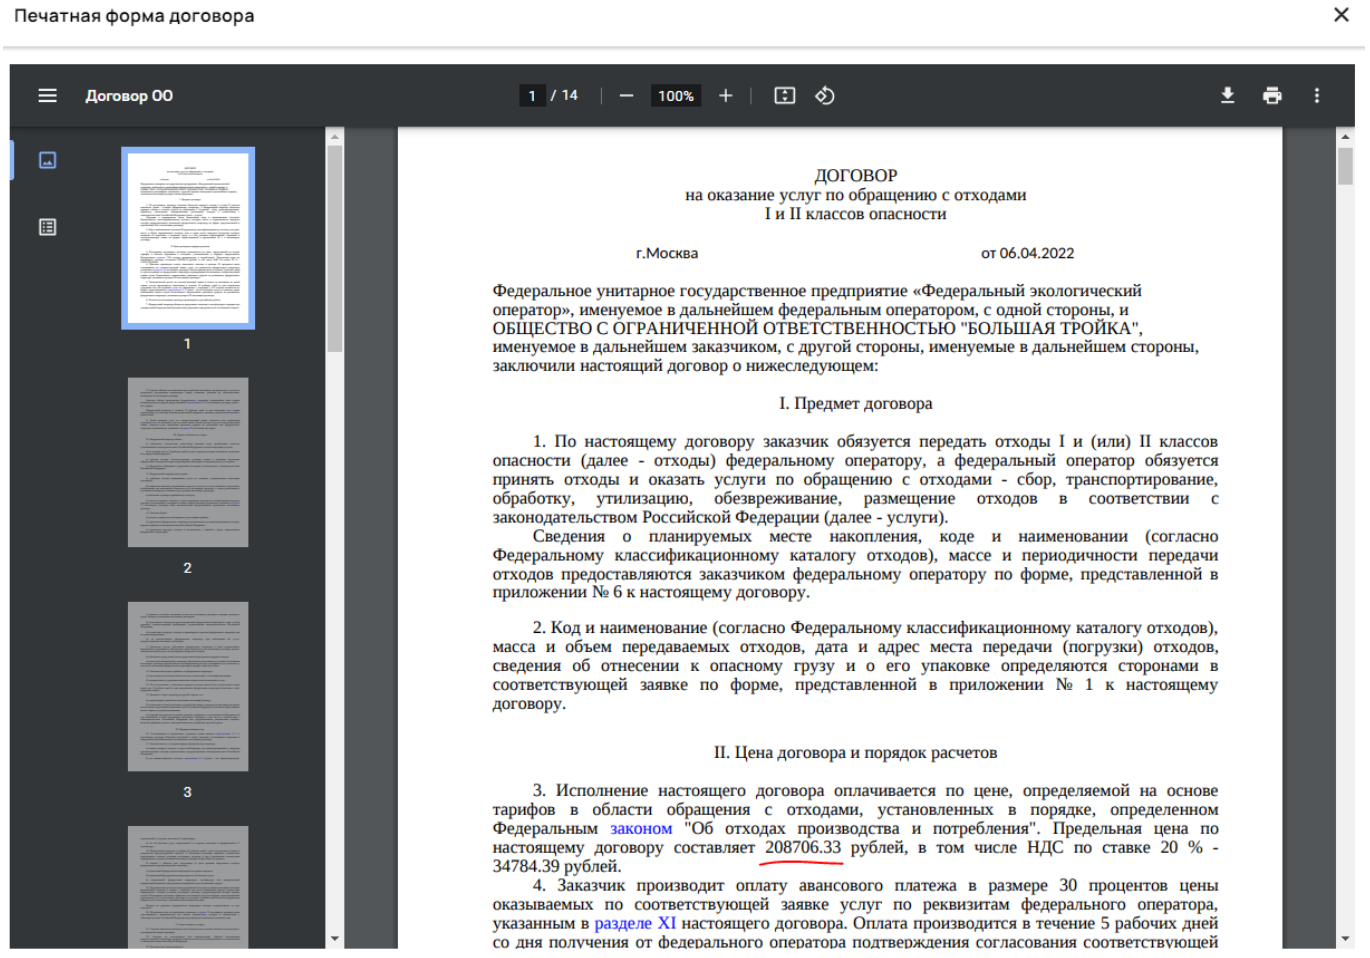 Печатная форма договора
Договор ОО
1 / 14
100%
1
2
3
ДОГОВОР
на оказание услуг по обращению с отходами
I и II классов опасности
г.Москва от 06.04.2022
Федеральное унитарное государственное предприятие «Федеральный экологический
оператор», именуемое в дальнейшем федеральным оператором, с одной стороны, и
ОБЩЕСТВО С ОГРАНИЧЕННОЙ ОТВЕТСТВЕННОСТЬЮ "БОЛЬШАЯ ТРОЙКА",
именуемое в дальнейшем заказчиком, с другой стороны, именуемые в дальнейшем стороны,
заключили настоящий договор о нижеследующем:
I. Предмет договора
1. По настоящему договору заказчик обязуется передать отходы I и (или) II классов
опасности (далее - отходы) федеральному оператору, а федеральный оператор обязуется
принять отходы и оказать услуги по обращению с отходами - сбор, транспортирование,
обработку, утилизацию, обезвреживание, размещение отходов в соответствии с
законодательством Российской Федерации (далее - услуги).
Сведения о планируемых месте накопления, коде и наименовании (согласно
Федеральному классификационному каталогу отходов), массе и периодичности передачи
отходов предоставляются заказчиком федеральному оператору по форме, представленной в
приложении № 6 к настоящему договору.
2. Код и наименование (согласно Федеральному классификационному каталогу отходов),
масса и объем передаваемых отходов, дата и адрес места передачи (погрузки) отходов,
сведения об отнесении к опасному грузу и о его упаковке определяются сторонами в
соответствующей заявке по форме, представленной в приложении № 1 к настоящему
договору.
II. Цена договора и порядок расчетов
3. Исполнение настоящего договора оплачивается по цене, определяемой на основе
тарифов в области обращения с отходами, установленных в порядке, определенном
Федеральным законом "Об отходах производства и потребления". Предельная цена по
настоящему договору составляет 208706.33 рублей, в том числе НДС по ставке 20 % -
34784.39 рублей.
4. Заказчик производит оплату авансового платежа в размере 30 процентов цены
оказываемых по соответствующей заявке услуг по реквизитам федерального оператора,
указанным в разделе XI настоящего договора. Оплата производится в течение 5 рабочих дней
со дня получения от федерального оператора подтверждения согласования соответствующей